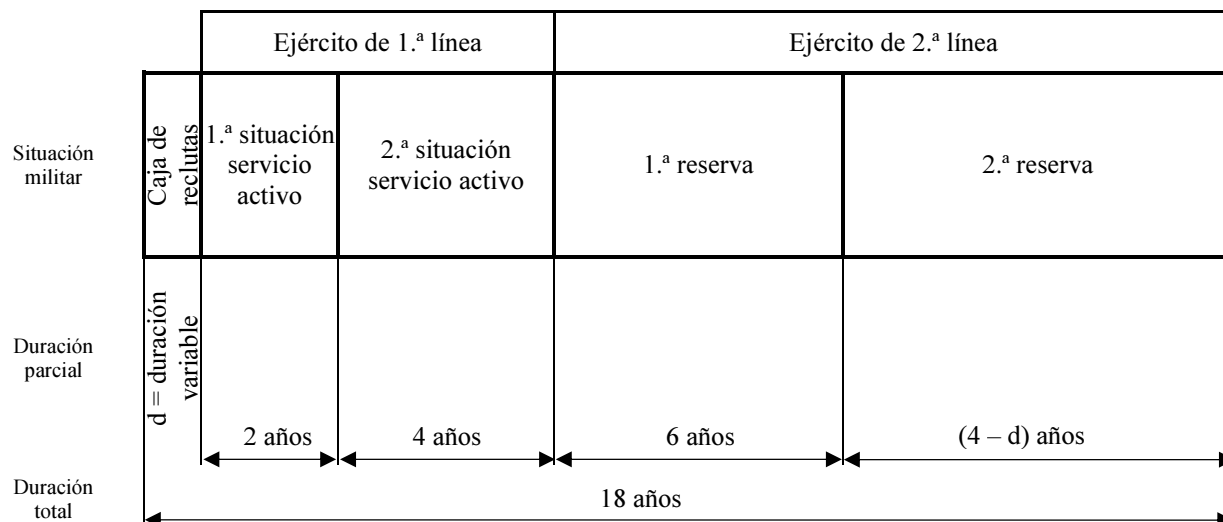 Ejército de 1.ª línea
Ejército de 2.ª línea
Situación
militar
Caja de
reclutas
1.ª situación
servicio
activo
2.ª situación
servicio activo
1.ª reserva
2.ª reserva
Duración
parcial
d = duración
variable
2 años
4 años
6 años
(4 – d) años
Duración
total
18 años